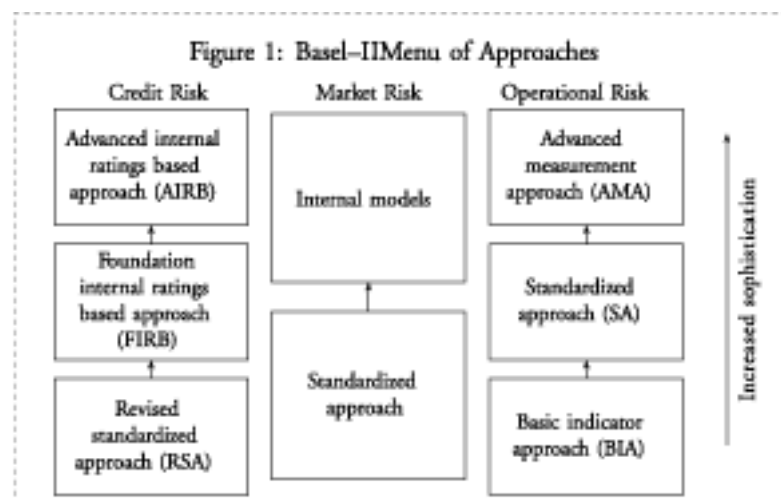 Figure 1: Basel–IIMenu of Approaches
Credit Risk
Advanced internal
ratings based
approach (AIRB)
Foundation
internal ratings
based approach
(FIRB)
Revised
standardized
approach (RSA)
Market Risk
Internal models
Standardized
approach
Operational Risk
Advanced
measurement
approach (AMA)
Standardized
approach (SA)
Basic indicator
approach (BIA)
Increased sophistication